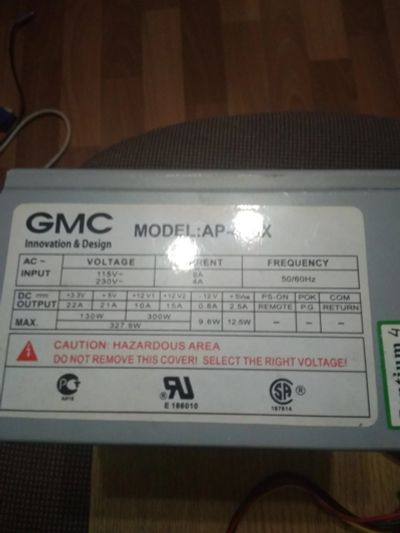 GMC
Innovation & Design
MODEL:AP-
AC ~ INPUT VOLTAGE FREQUENCY
115V~ 8A 50/60Hz
230V~ 4A
DC OUTPUT +3.3V +5V +12V1 +12V2 -12V +5Vsb PS-ON POK COM
22A 21A 10A 15A 0.8A 2.5A REMOTE P.G. RETURN
MAX. 130W 300W 9.6W 12.5W – – –
327.9W
CAUTION: HAZARDOUS AREA
DO NOT REMOVE THIS COVER! SELECT THE RIGHT VOLTAGE!
E 186010
187814